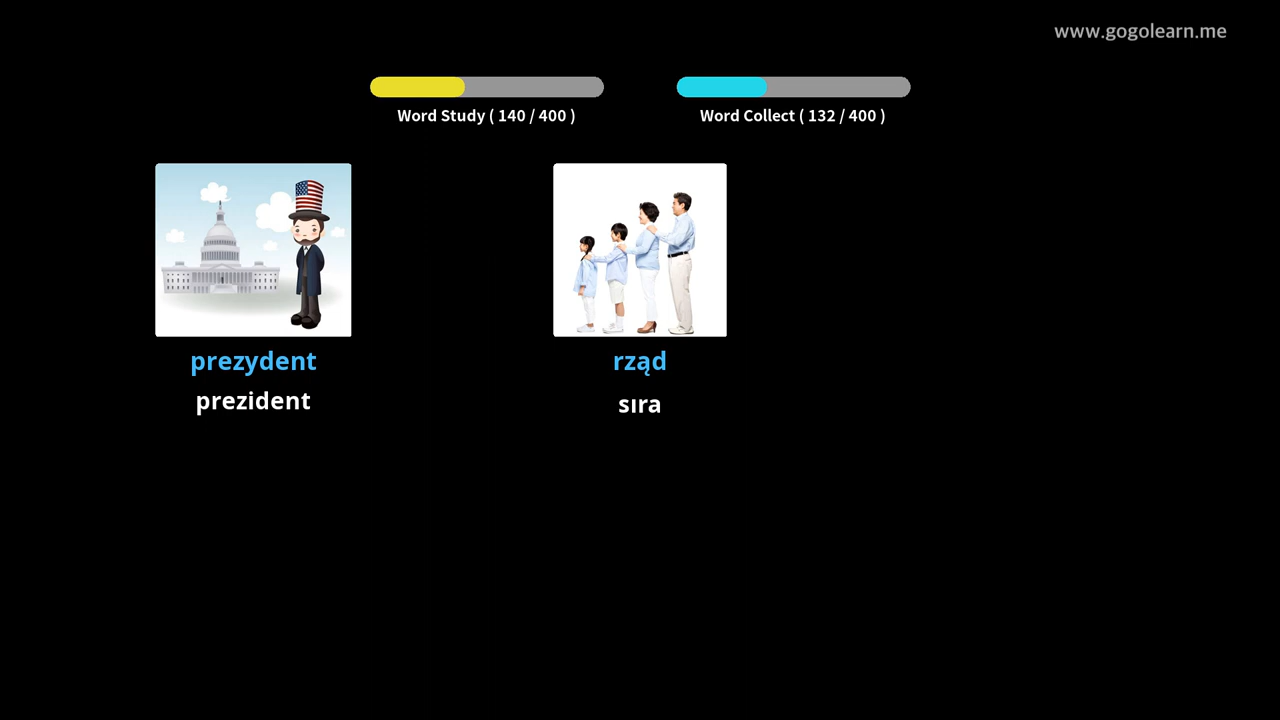 www.gogolearn.me
Word Study ( 140 / 400 )
Word Collect ( 132 / 400 )
prezydent
prezident
rząd
sıra